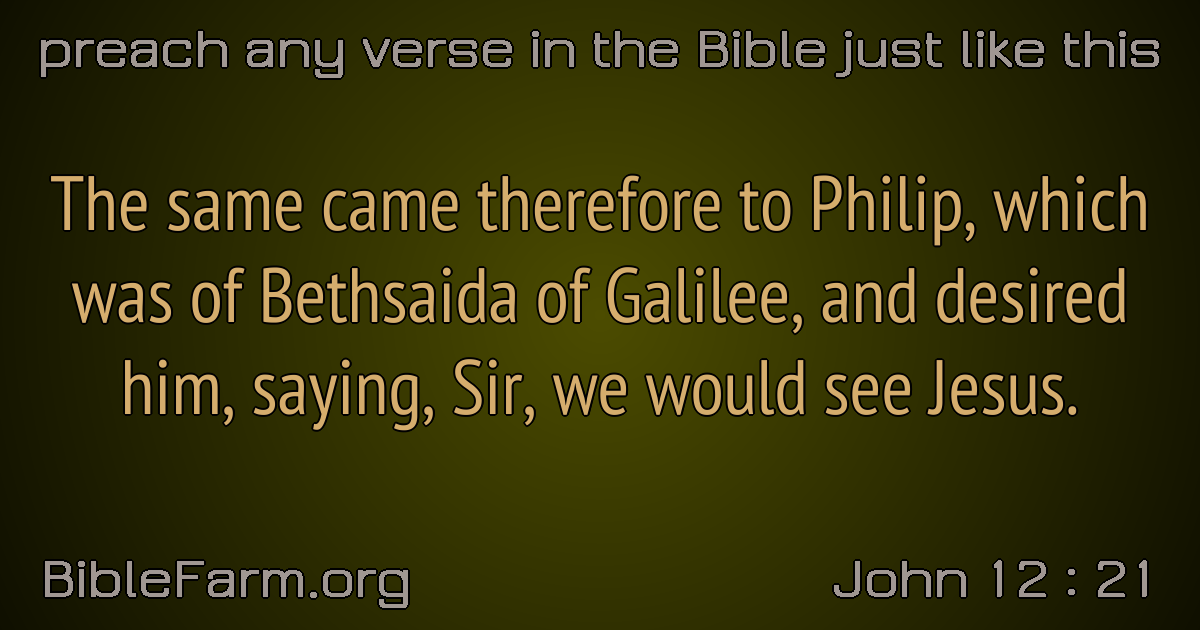 preach any verse in the Bible just like this
The same came therefore to Philip, which
was of Bethsaida of Galilee, and desired
him, saying, Sir, we would see Jesus.
BibleFarm.org
John 12 : 21